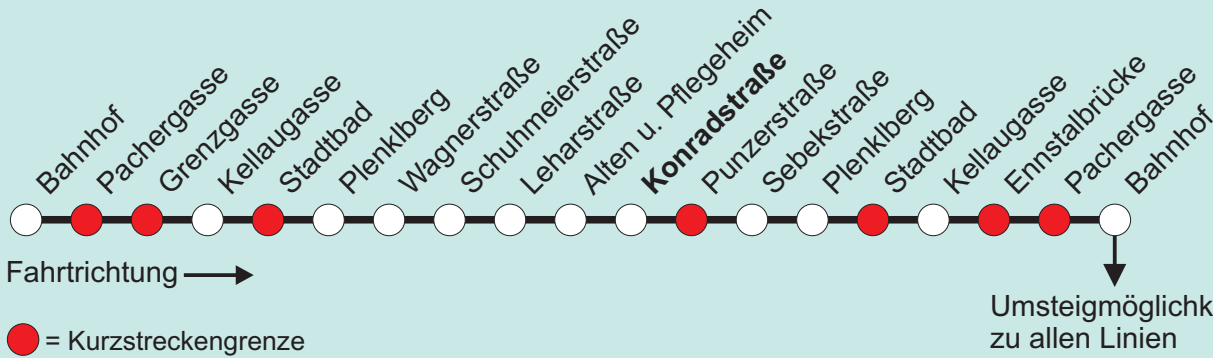 Bahnhof
Pachergasse
Grenzgasse
Kellaugasse
Stadtbad
Plenklberg
Wagnerstraße
Schuhmeierstraße
Leharstraße
Alten u. Pflegeheim
Konradstraße
Punzerstraße
Sebekstraße
Plenklberg
Stadtbad
Kellaugasse
Ennstalbrücke
Pachergasse
Bahnhof
Fahrtrichtung
Umsteigmöglichk
zu allen Linien
= Kurzstreckengrenze